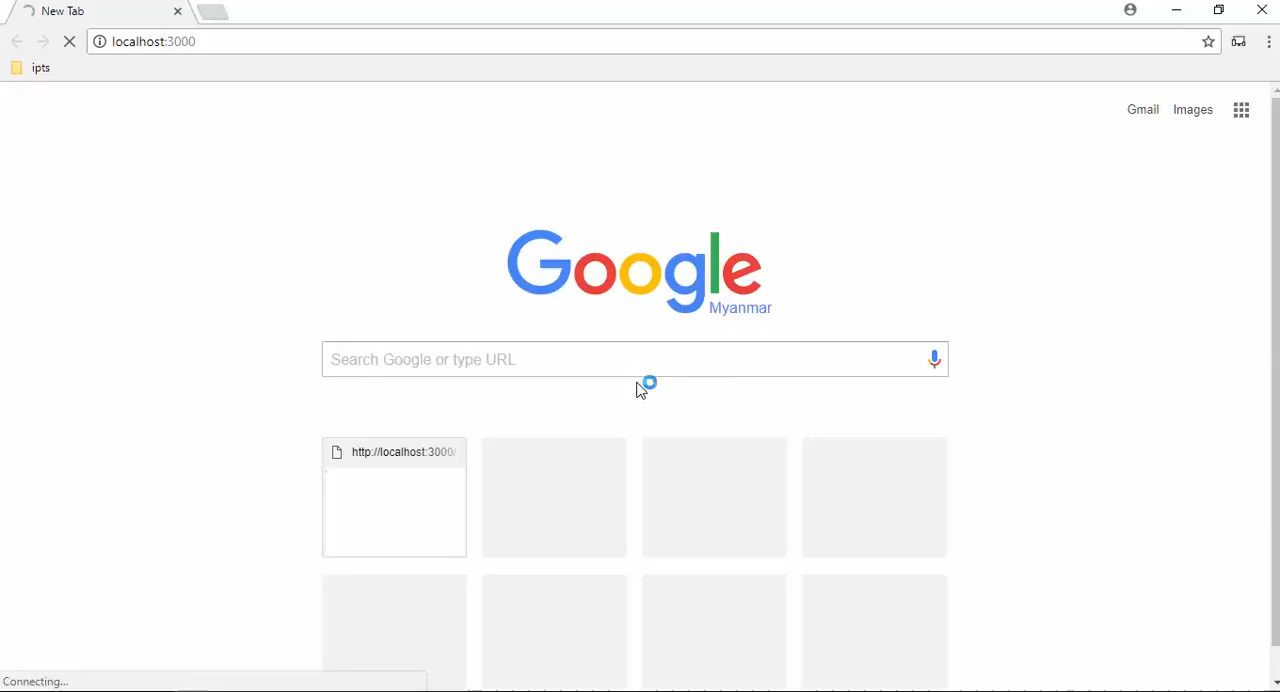 New Tab
localhost:3000
ipts
Gmail Images
Google
Myanmar
Search Google or type URL
http://localhost:3000/
Connecting...